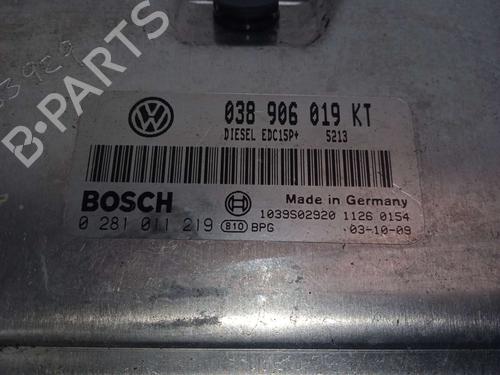 B-PARTS
038 906 019 KT
DIESEL EDC15P+ 5213
BOSCH
Made in Germany
0 281 011 219
1039S02920 1126 0154
810 BPG
03-10-09